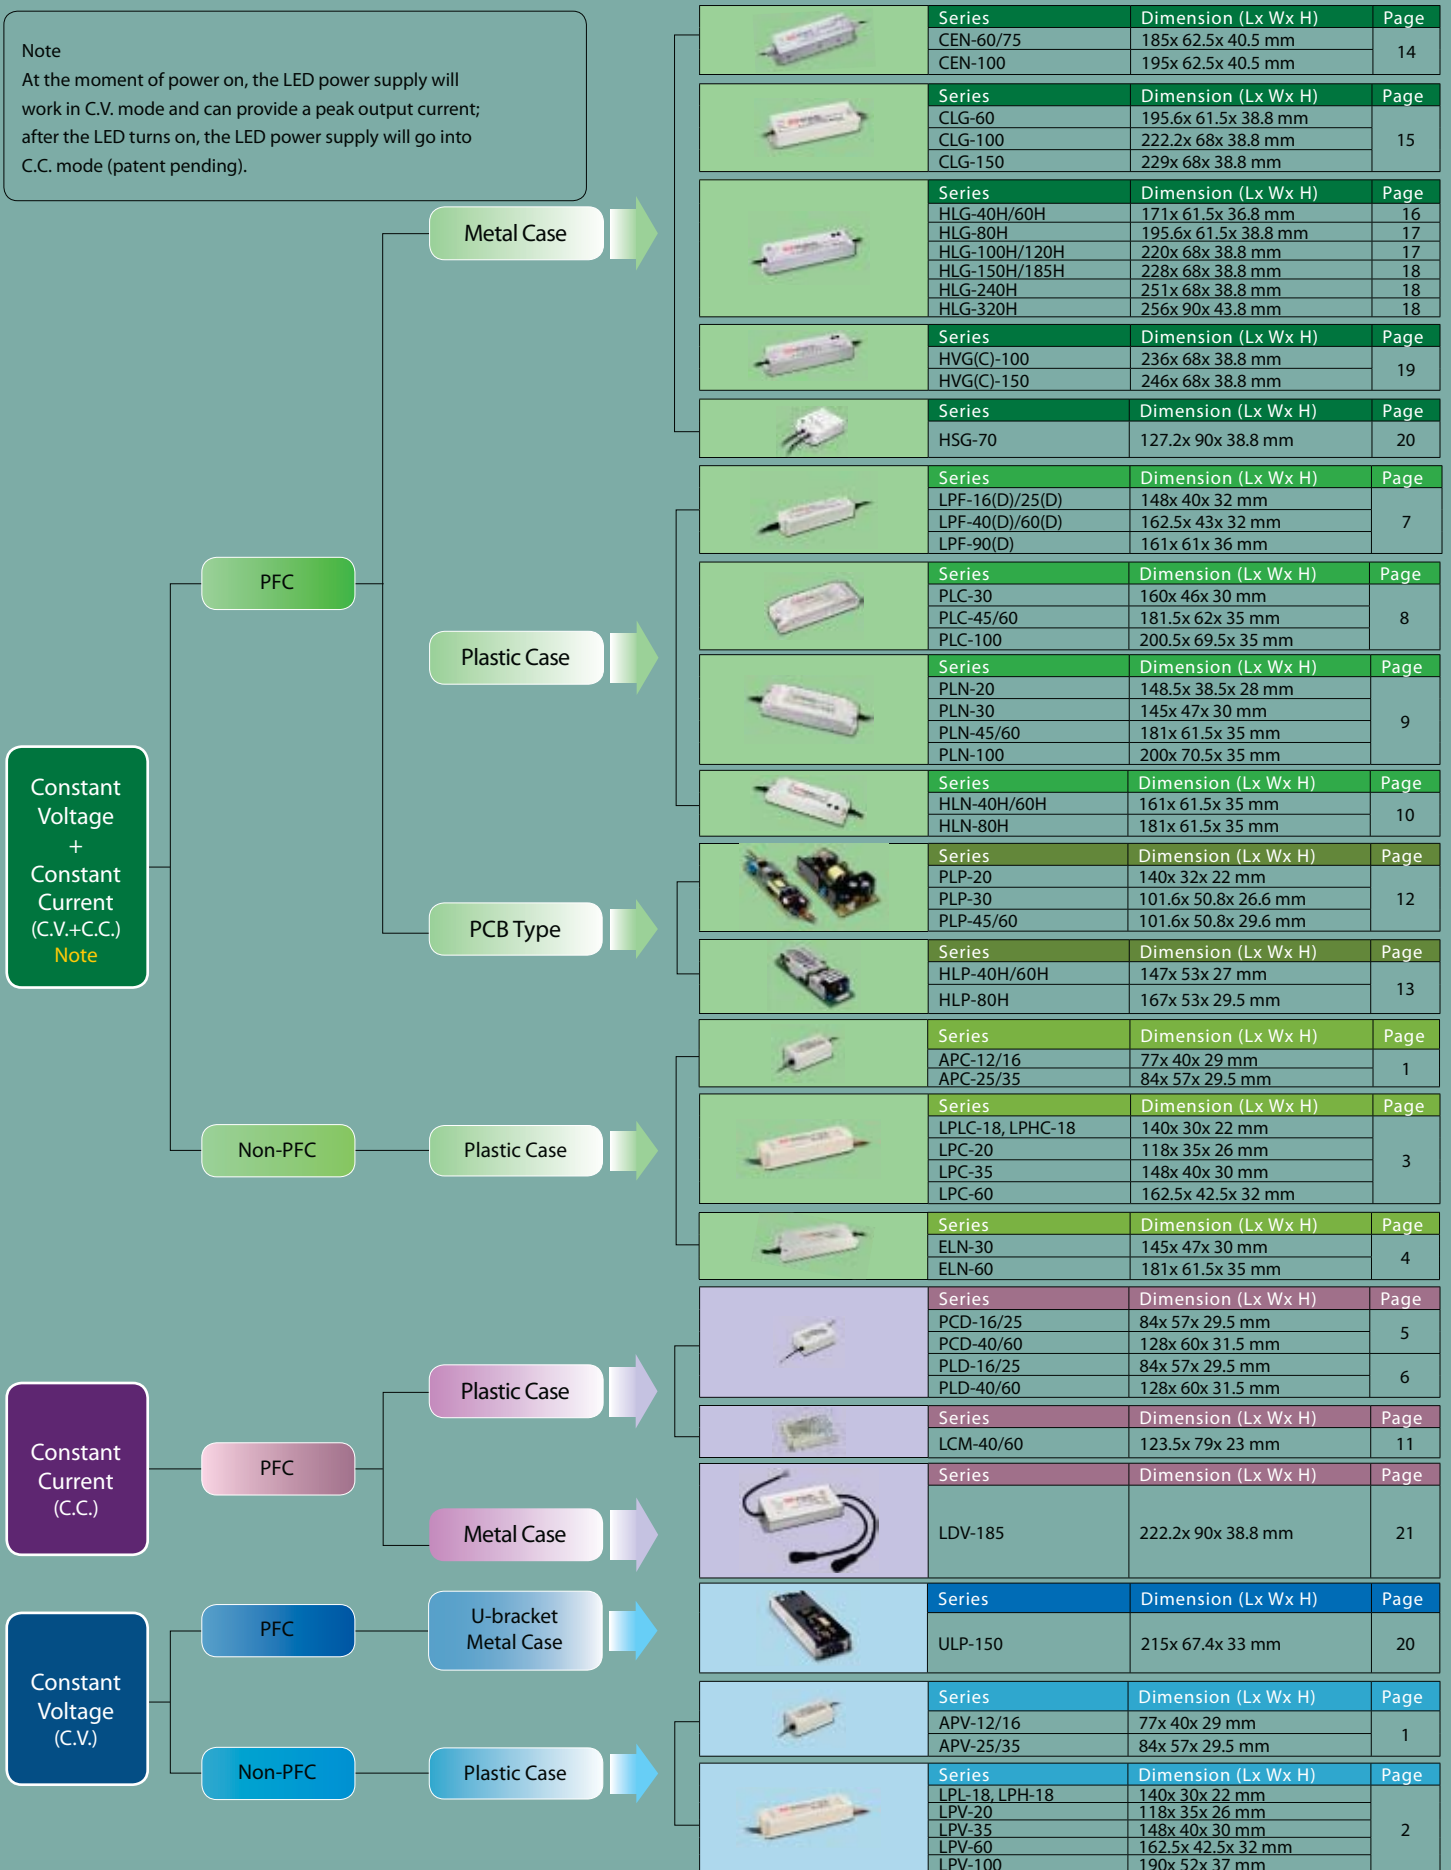 Note
At the moment of power on, the LED power supply will
work in C.V. mode and can provide a peak output current;
after the LED turns on, the LED power supply will go into
C.C. mode (patent pending).
Constant
Voltage
+
Constant
Current
(C.V.+C.C.)
Note
PFC
Metal Case
Series Dimension (Lx Wx H) Page
CEN-60/75 185x 62.5x 40.5 mm 14
CEN-100 195x 62.5x 40.5 mm
Series Dimension (Lx Wx H) Page
CLG-60 195.6x 61.5x 38.8 mm
CLG-100 222.2x 68x 38.8 mm 15
CLG-150 229x 68x 38.8 mm
Series Dimension (Lx Wx H) Page
HLG-40H/60H 171x 61.5x 36.8 mm 16
HLG-80H 195.6x 61.5x 38.8 mm 17
HLG-100H/120H 220x 68x 38.8 mm 17
HLG-150H/185H 228x 68x 38.8 mm 18
HLG-240H 251x 68x 38.8 mm 18
HLG-320H 256x 90x 43.8 mm 18
Series Dimension (Lx Wx H) Page
HVG(C)-100 236x 68x 38.8 mm 19
HVG(C)-150 246x 68x 38.8 mm
Series Dimension (Lx Wx H) Page
HSG-70 127.2x 90x 38.8 mm 20
Plastic Case
Series Dimension (Lx Wx H) Page
LPF-16(D)/25(D) 148x 40x 32 mm
LPF-40(D)/60(D) 162.5x 43x 32 mm 7
LPF-90(D) 161x 61x 36 mm
Series Dimension (Lx Wx H) Page
PLC-30 160x 46x 30 mm
PLC-45/60 181.5x 62x 35 mm 8
PLC-100 200.5x 69.5x 35 mm
Series Dimension (Lx Wx H) Page
PLN-20 148.5x 38.5x 28 mm
PLN-30 145x 47x 30 mm 9
PLN-45/60 181x 61.5x 35 mm
PLN-100 200x 70.5x 35 mm
Series Dimension (Lx Wx H) Page
HLN-40H/60H 161x 61.5x 35 mm 10
HLN-80H 181x 61.5x 35 mm
PCB Type
Series Dimension (Lx Wx H) Page
PLP-20 140x 32x 22 mm
PLP-30 101.6x 50.8x 26.6 mm 12
PLP-45/60 101.6x 50.8x 29.6 mm
Series Dimension (Lx Wx H) Page
HLP-40H/60H 147x 53x 27 mm 13
HLP-80H 167x 53x 29.5 mm
Non-PFC
Plastic Case
Series Dimension (Lx Wx H) Page
APC-12/16 77x 40x 29 mm 1
APC-25/35 84x 57x 29.5 mm
Series Dimension (Lx Wx H) Page
LPLC-18, LPHC-18 140x 30x 22 mm
LPC-20 118x 35x 26 mm 3
LPC-35 148x 40x 30 mm
LPC-60 162.5x 42.5x 32 mm
Series Dimension (Lx Wx H) Page
ELN-30 145x 47x 30 mm 4
ELN-60 181x 61.5x 35 mm
Constant
Current
(C.C.)
PFC
Plastic Case
Series Dimension (Lx Wx H) Page
PCD-16/25 84x 57x 29.5 mm 5
PCD-40/60 128x 60x 31.5 mm
PLD-16/25 84x 57x 29.5 mm 6
PLD-40/60 128x 60x 31.5 mm
Series Dimension (Lx Wx H) Page
LCM-40/60 123.5x 79x 23 mm 11
Metal Case
Series Dimension (Lx Wx H) Page
LDV-185 222.2x 90x 38.8 mm 21
Constant
Voltage
(C.V.)
PFC
U-bracket
Metal Case
Series Dimension (Lx Wx H) Page
ULP-150 215x 67.4x 33 mm 20
Non-PFC
Plastic Case
Series Dimension (Lx Wx H) Page
APV-12/16 77x 40x 29 mm 1
APV-25/35 84x 57x 29.5 mm
Series Dimension (Lx Wx H) Page
LPL-18, LPH-18 140x 30x 22 mm
LPV-20 118x 35x 26 mm
LPV-35 148x 40x 30 mm 2
LPV-60 162.5x 42.5x 32 mm
LPV-100 190x 52x 37 mm